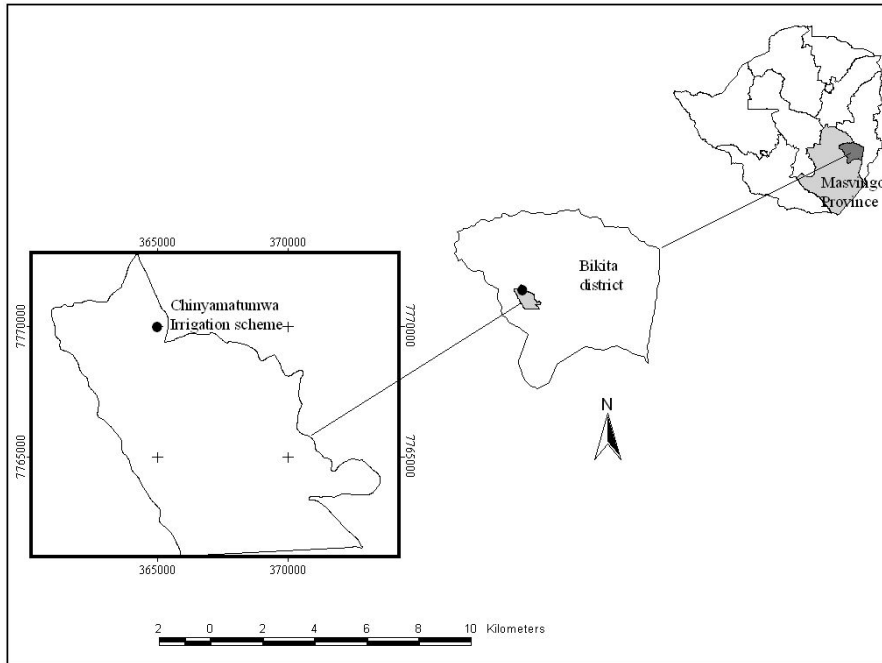 Masvingo
Province
Bikita
district
365000 370000
Chinyamatumwa
Irrigation scheme
7770000 7770000
7765000 7765000
365000 370000
N
2 0 2 4 6 8 10 Kilometers